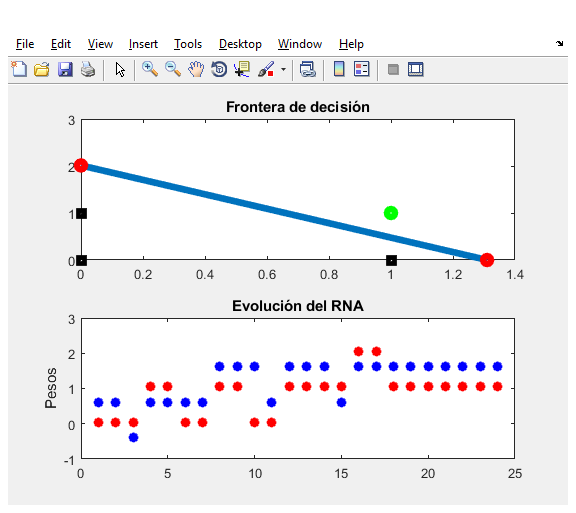 File Edit View Insert Tools Desktop Window Help
Frontera de decisión
3
2
1
0
0 0.2 0.4 0.6 0.8 1 1.2 1.4
Evolución del RNA
Pesos
3
2
1
0
-1
0 5 10 15 20 25